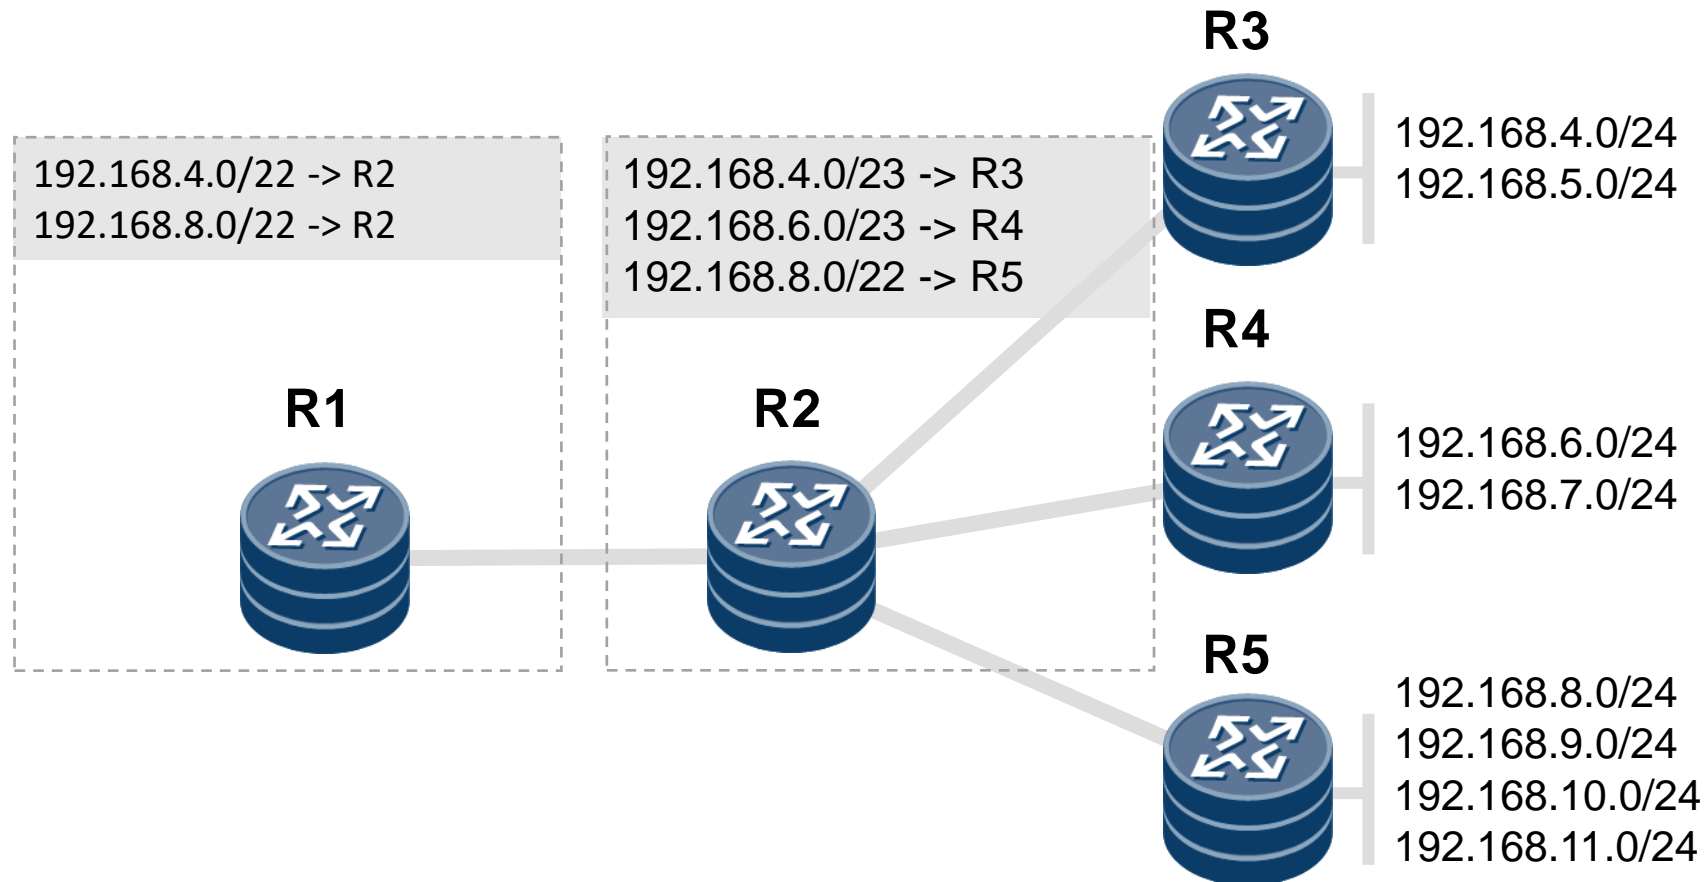 R3
192.168.4.0/24
192.168.5.0/24
192.168.4.0/22 -> R2
192.168.8.0/22 -> R2
192.168.4.0/23 -> R3
192.168.6.0/23 -> R4
192.168.8.0/22 -> R5
R4
192.168.6.0/24
192.168.7.0/24
R1
R2
R5
192.168.8.0/24
192.168.9.0/24
192.168.10.0/24
192.168.11.0/24